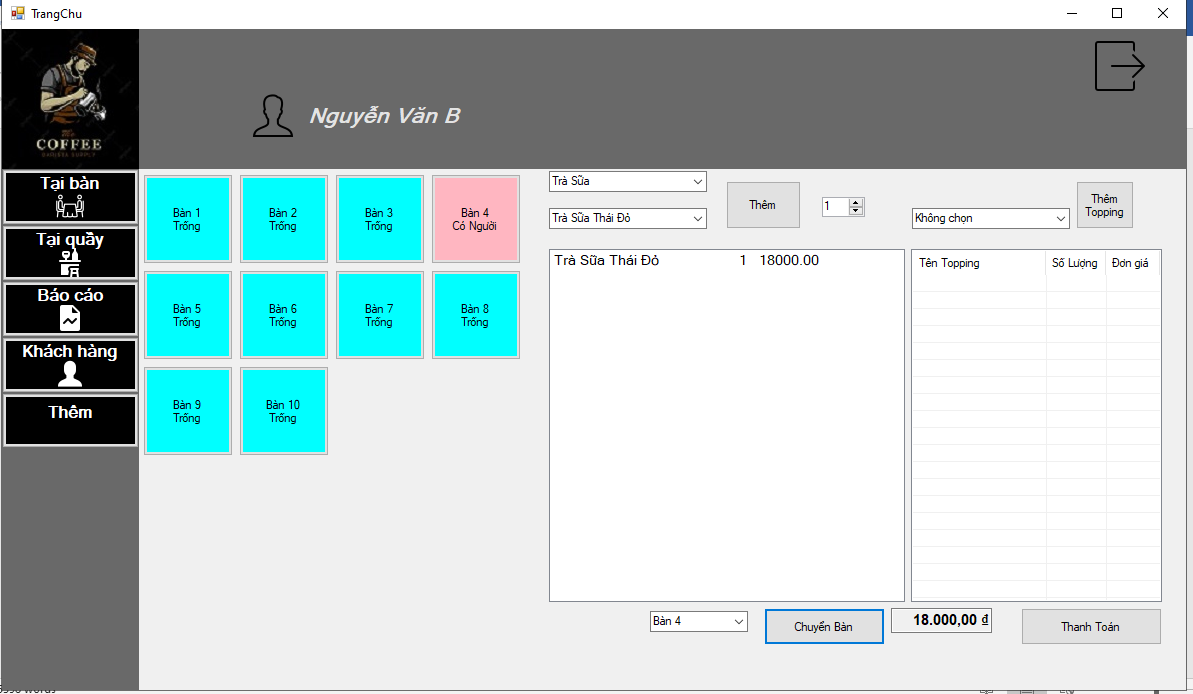 TrangChu
Nguyễn Văn B
The
COFFEE
BARISTA SUPPLY
Tại bàn
Tại quầy
Báo cáo
Khách hàng
Thêm
Bàn 1
Trống
Bàn 2
Trống
Bàn 3
Trống
Bàn 4
Có Người
Bàn 5
Trống
Bàn 6
Trống
Bàn 7
Trống
Bàn 8
Trống
Bàn 9
Trống
Bàn 10
Trống
Trà Sữa
Trà Sữa Thái Đỏ
Thêm
1
Không chọn
Thêm
Topping
Trà Sữa Thái Đỏ 1 18000.00
Tên Topping Số Lượng Đơn giá
Bàn 4
Chuyển Bàn
18.000,00 ₫
Thanh Toán
words